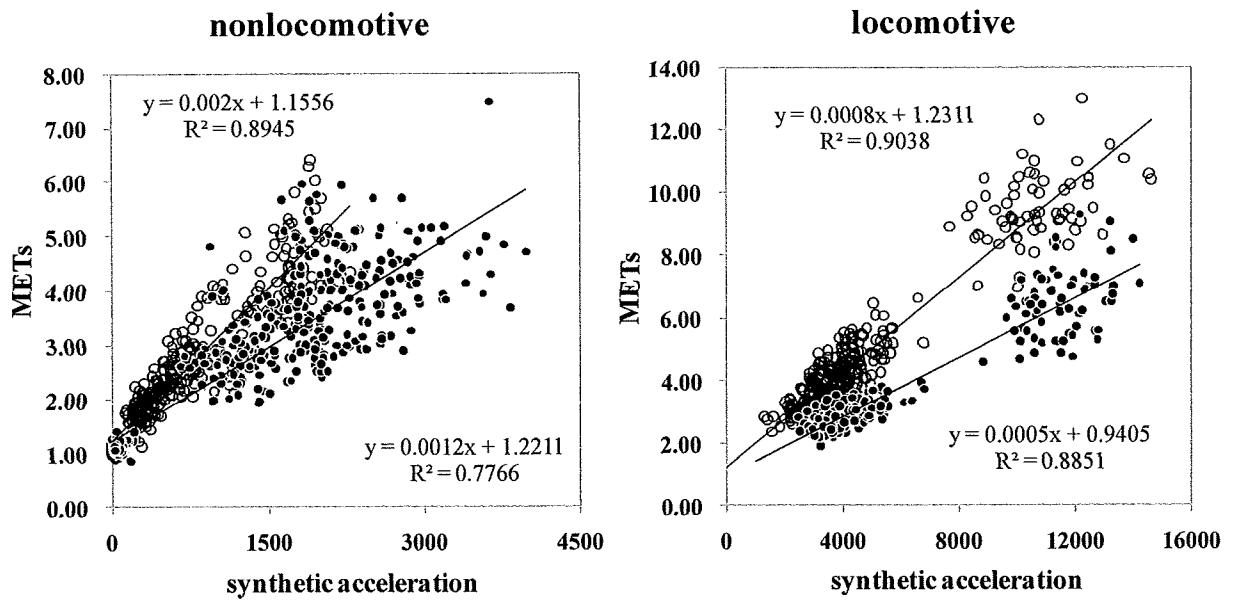 nonlocomotive
8.00
7.00
6.00
5.00
4.00
3.00
2.00
1.00
0.00
METs
y = 0.002x + 1.1556
R² = 0.8945
y = 0.0012x + 1.2211
R² = 0.7766
0 1500 3000 4500
synthetic acceleration
locomotive
14.00
12.00
10.00
8.00
6.00
4.00
2.00
0.00
METs
y = 0.0008x + 1.2311
R² = 0.9038
y = 0.0005x + 0.9405
R² = 0.8851
0 4000 8000 12000 16000
synthetic acceleration